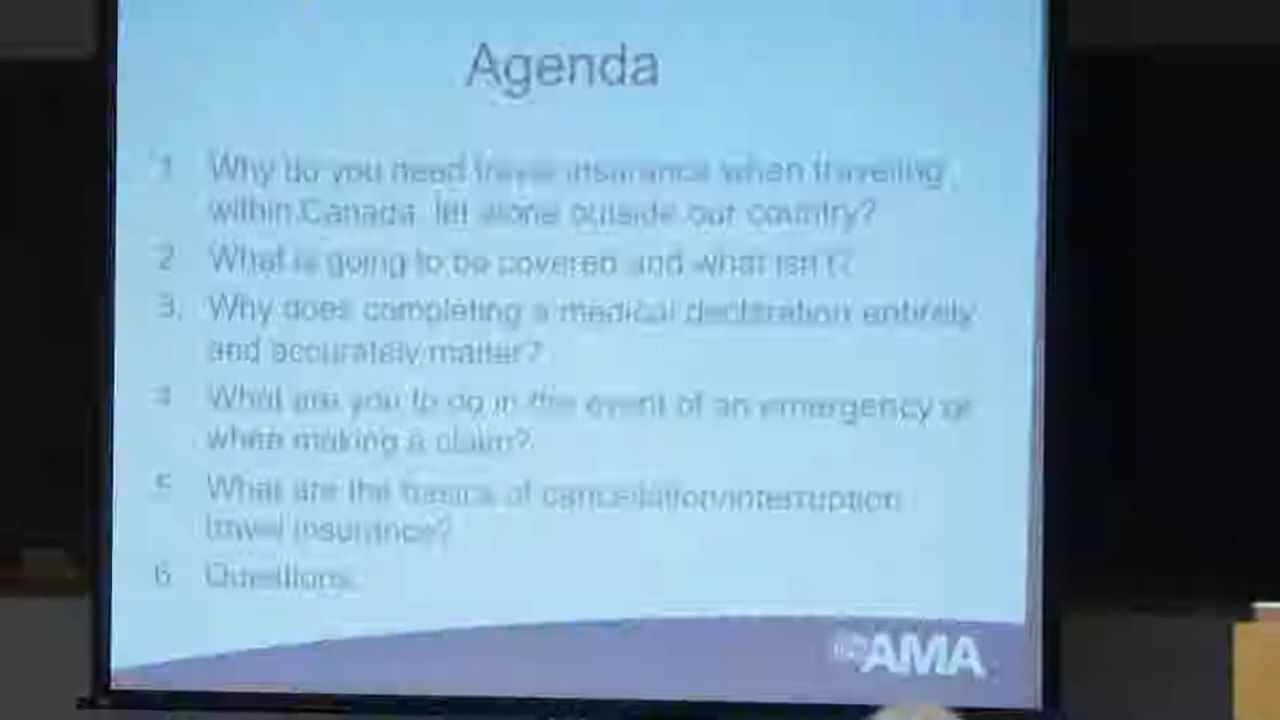 Agenda
1. Why do you need travel insurance when travelling
within Canada, let alone outside our country?
2. What is going to be covered and what isn't?
3. Why does completing a medical declaration entirely
and accurately matter?
4. What are you to do in the event of an emergency or
when making a claim?
5. What are the basics of cancellation/interruption
travel insurance?
6. Questions
AMA